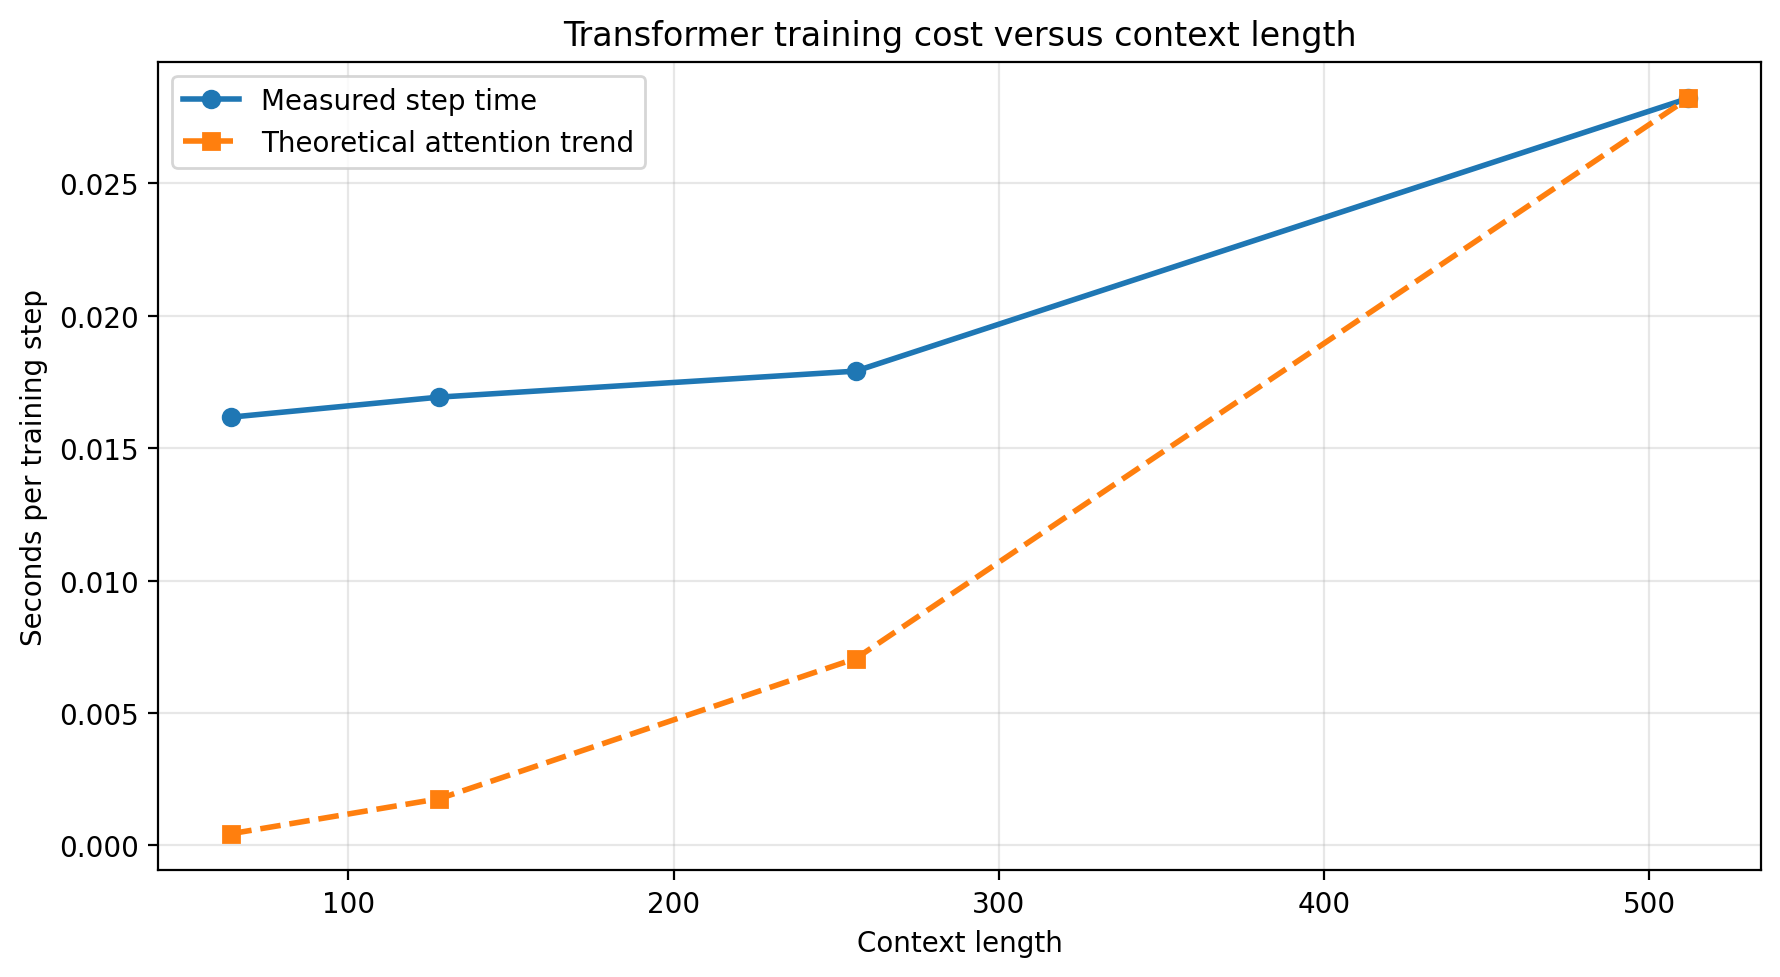 Transformer training cost versus context length
Measured step time
Theoretical attention trend
Seconds per training step
0.025
0.020
0.015
0.010
0.005
0.000
100 200 300 400 500
Context length